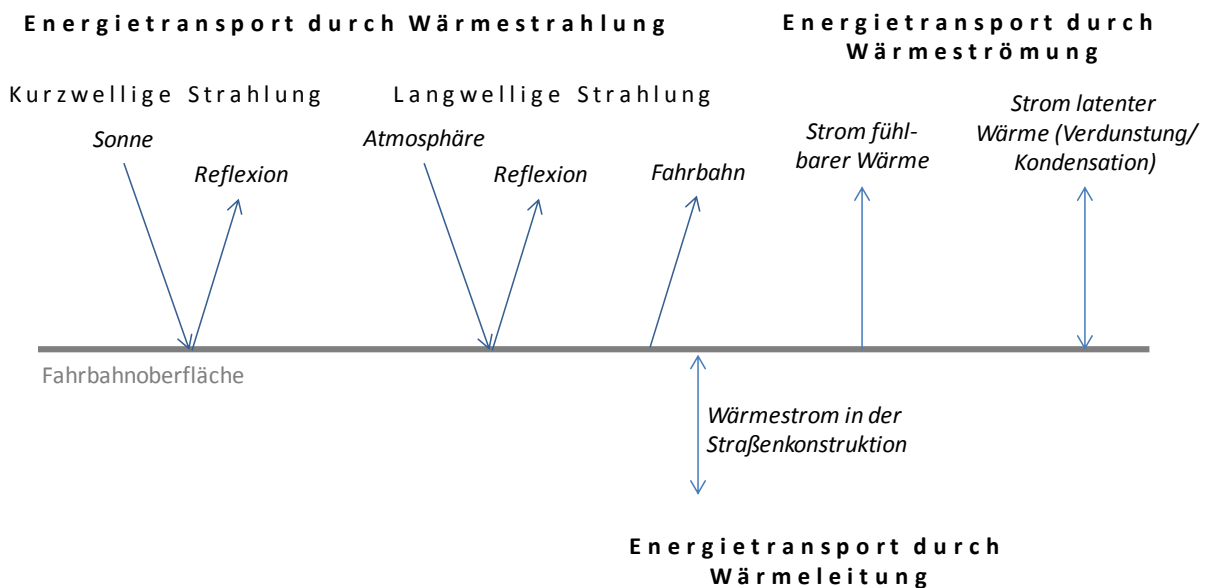 Energietransport durch Wärmestrahlung
Energietransport durch
Wärmeströmung
Kurzwellige Strahlung
Langwellige Strahlung
Sonne
Reflexion
Atmosphäre
Reflexion
Fahrbahn
Strom fühl-
barer Wärme
Strom latenter
Wärme (Verdunstung/
Kondensation)
Fahrbahnoberfläche
Wärmestrom in der
Straßenkonstruktion
Energietransport durch
Wärmeleitung